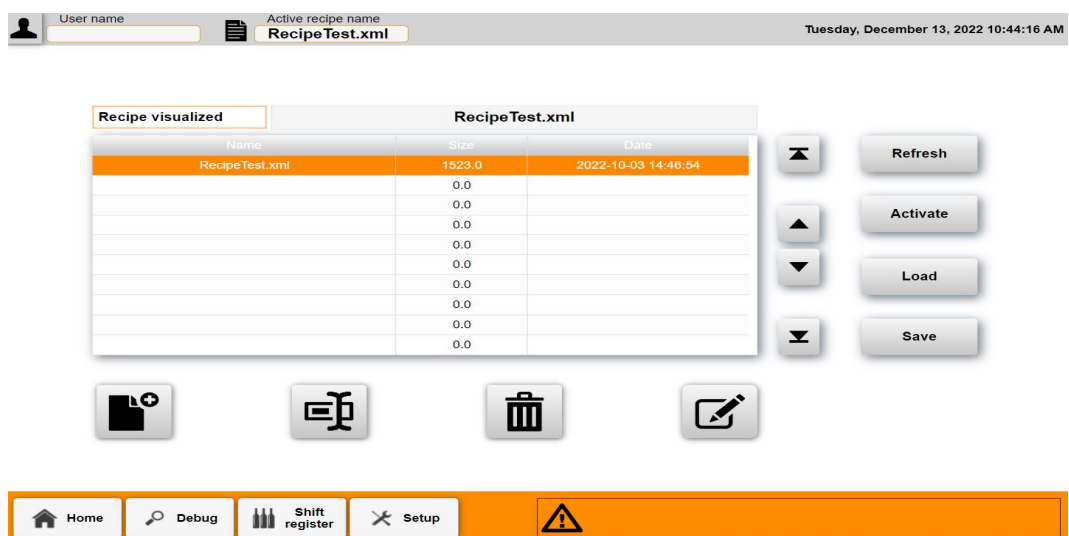 User name
Active recipe name
RecipeTest.xml
Tuesday, December 13, 2022 10:44:16 AM
Recipe visualized
RecipeTest.xml
Name Size Date
RecipeTest.xml 1523.0 2022-10-03 14:46:54
0.0
0.0
0.0
0.0
0.0
0.0
0.0
0.0
0.0
Refresh
Activate
Load
Save
Home
Debug
Shift
register
Setup